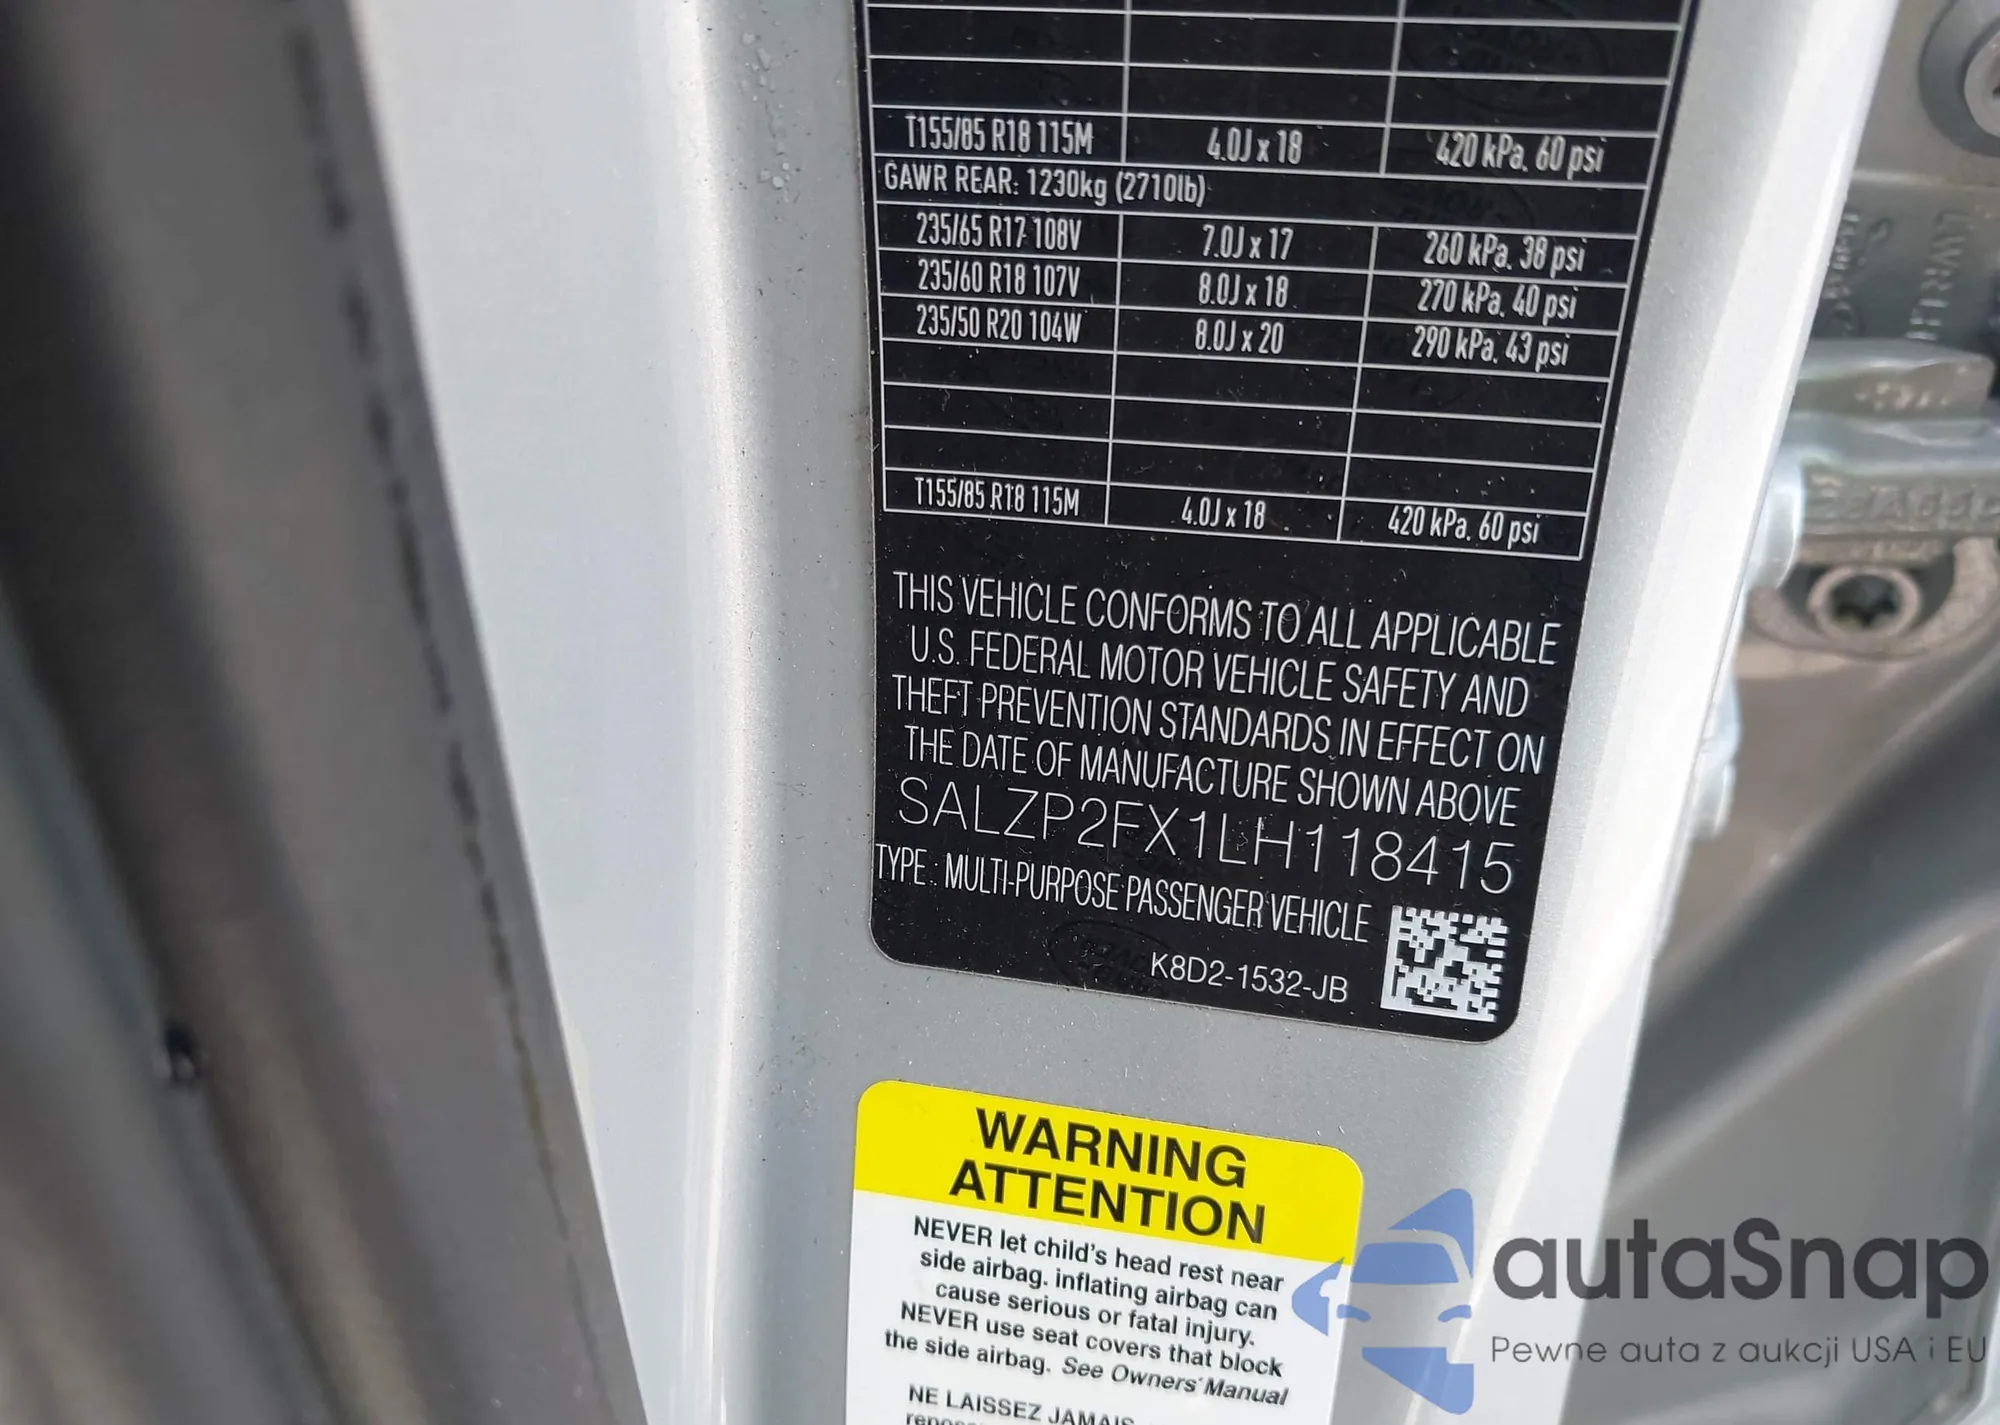 T155/85 R18 115M 4.0J x 18 420 kPa, 60 psi
GAWR REAR: 1230kg (2710lb)
235/65 R17 108V 7.0J x 17 260 kPa, 38 psi
235/60 R18 107V 8.0J x 18 270 kPa, 40 psi
235/50 R20 104W 8.0J x 20 290 kPa, 43 psi
T155/85 R18 115M 4.0J x 18 420 kPa, 60 psi
THIS VEHICLE CONFORMS TO ALL APPLICABLE
U.S. FEDERAL MOTOR VEHICLE SAFETY AND
THEFT PREVENTION STANDARDS IN EFFECT ON
THE DATE OF MANUFACTURE SHOWN ABOVE
SALZP2FX1LH118415
TYPE: MULTI-PURPOSE PASSENGER VEHICLE
K8D2-1532-JB
WARNING
ATTENTION
NEVER let child's head rest near
side airbag, inflating airbag can
cause serious or fatal injury.
NEVER use seat covers that block
the side airbag. See Owners' Manual
NE LAISSEZ JAMAIS
autaSnap
Pewne auta z aukcji USA i EU